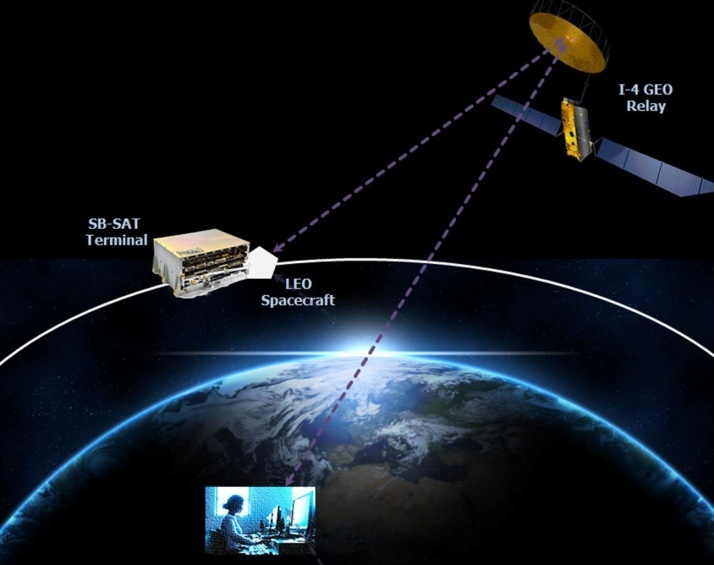 I-4 GEO
Relay
SB-SAT
Terminal
LEO
Spacecraft